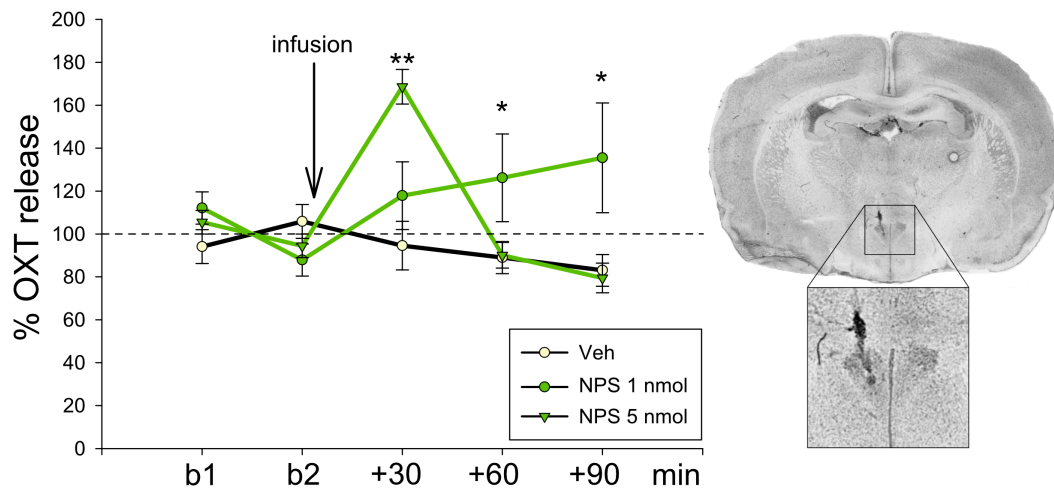 % OXT release
200
180
160
140
120
100
80
60
40
20
0
infusion
**
*
*
Veh
NPS 1 nmol
NPS 5 nmol
b1 b2 +30 +60 +90 min